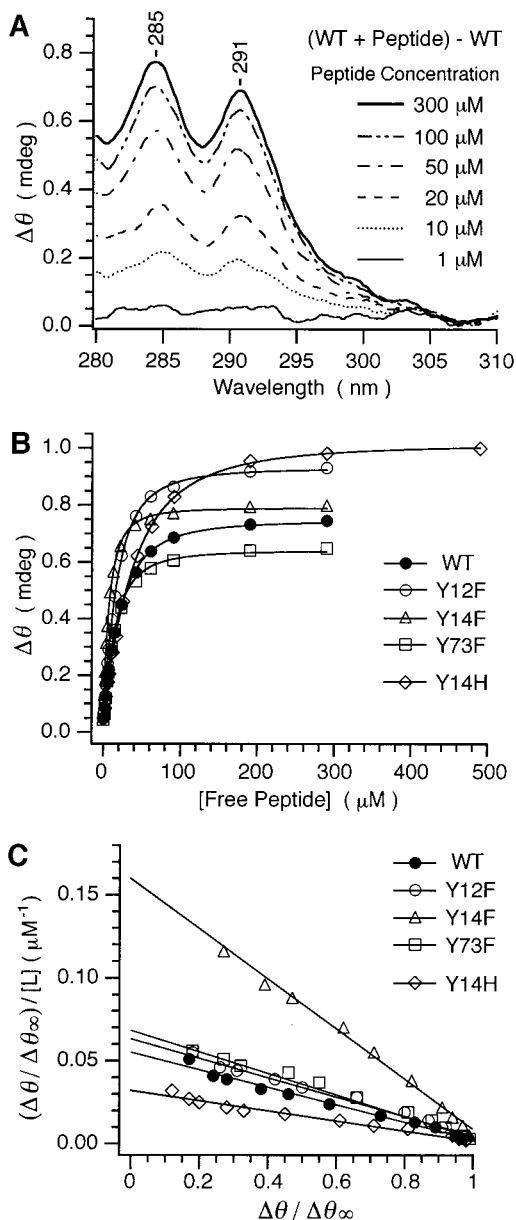 A
285
291
(WT + Peptide) - WT
Peptide Concentration
300 μM
100 μM
50 μM
20 μM
10 μM
1 μM
0.8
0.6
0.4
0.2
0.0
Δθ ( mdeg )
280 285 290 295 300 305 310
Wavelength ( nm )
B
1.0
0.8
0.6
0.4
0.2
0.0
Δθ ( mdeg )
WT
Y12F
Y14F
Y73F
Y14H
0 100 200 300 400 500
[Free Peptide] ( μM )
C
WT
Y12F
Y14F
Y73F
Y14H
0.15
0.10
0.05
0.00
(Δθ / Δθ∞) / [L] (μM⁻¹)
0 0.2 0.4 0.6 0.8 1
Δθ / Δθ∞